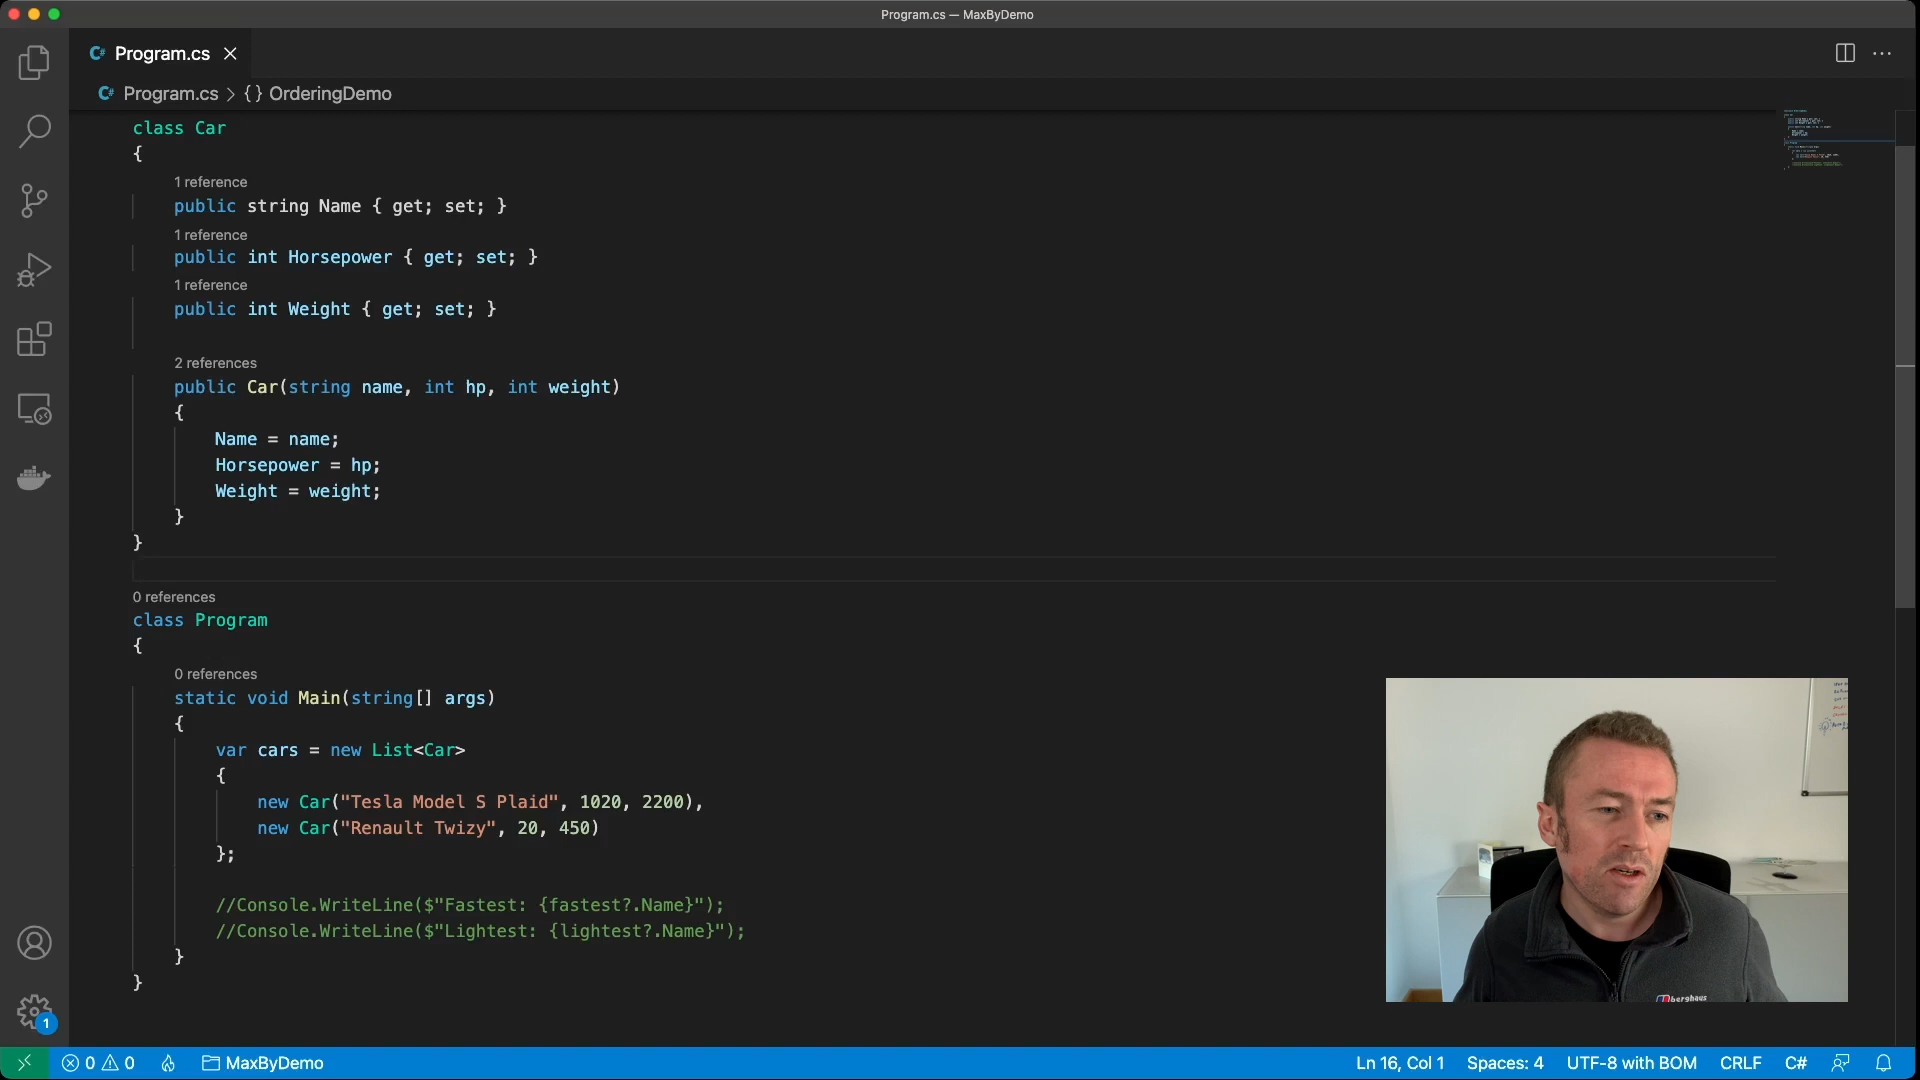 Program.cs — MaxByDemo
C# Program.cs
C# Program.cs > {} OrderingDemo
class Car
{
1 reference
public string Name { get; set; }
1 reference
public int Horsepower { get; set; }
1 reference
public int Weight { get; set; }
2 references
public Car(string name, int hp, int weight)
{
Name = name;
Horsepower = hp;
Weight = weight;
}
}
0 references
class Program
{
0 references
static void Main(string[] args)
{
var cars = new List<Car>
{
new Car("Tesla Model S Plaid", 1020, 2200),
new Car("Renault Twizy", 20, 450)
};
//Console.WriteLine($"Fastest: {fastest?.Name}");
//Console.WriteLine($"Lightest: {lightest?.Name}");
}
}
berghaus
1
0 0 MaxByDemo Ln 16, Col 1 Spaces: 4 UTF-8 with BOM CRLF C#